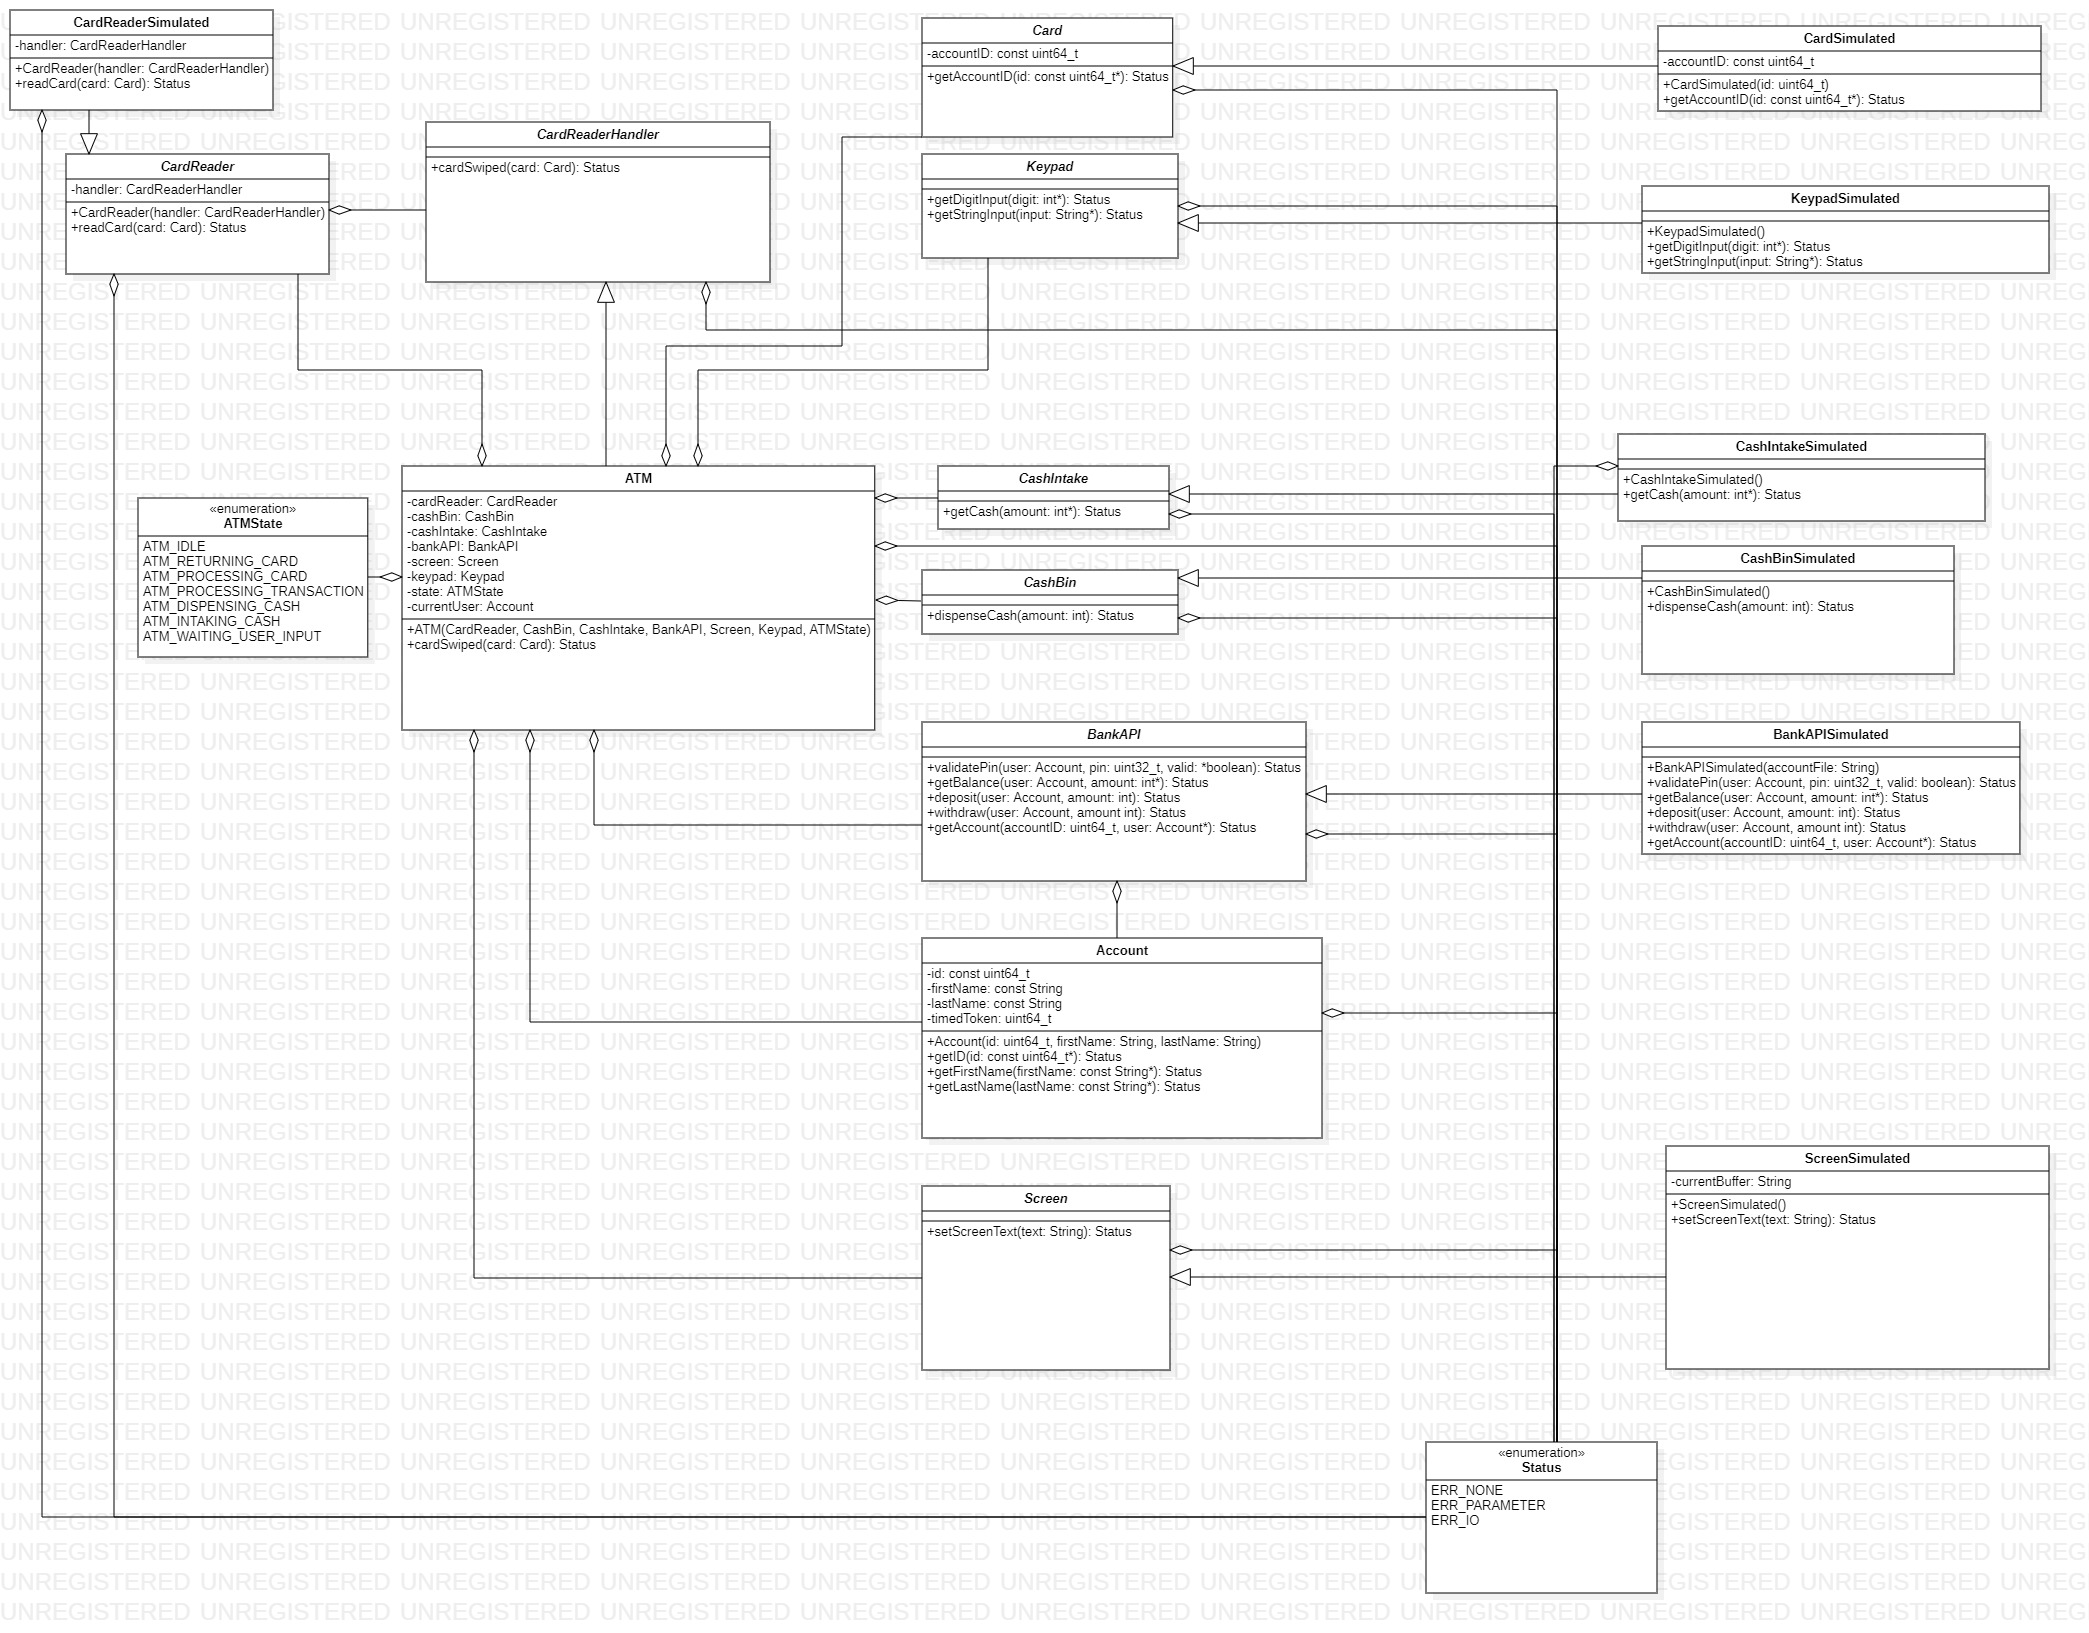 CardReaderSimulated
-handler: CardReaderHandler
+CardReader(handler: CardReaderHandler)
+readCard(card: Card): Status
CardReader
-handler: CardReaderHandler
+CardReader(handler: CardReaderHandler)
+readCard(card: Card): Status
CardReaderHandler
+cardSwiped(card: Card): Status
Card
-accountID: const uint64_t
+getAccountID(id: const uint64_t*): Status
CardSimulated
-accountID: const uint64_t
+CardSimulated(id: uint64_t)
+getAccountID(id: const uint64_t*): Status
Keypad
+getDigitInput(digit: int*): Status
+getStringInput(input: String*): Status
KeypadSimulated
+KeypadSimulated()
+getDigitInput(digit: int*): Status
+getStringInput(input: String*): Status
«enumeration»
ATMState
ATM_IDLE
ATM_RETURNING_CARD
ATM_PROCESSING_CARD
ATM_PROCESSING_TRANSACTION
ATM_DISPENSING_CASH
ATM_INTAKING_CASH
ATM_WAITING_USER_INPUT
ATM
-cardReader: CardReader
-cashBin: CashBin
-cashIntake: CashIntake
-bankAPI: BankAPI
-screen: Screen
-keypad: Keypad
-state: ATMState
-currentUser: Account
+ATM(CardReader, CashBin, CashIntake, BankAPI, Screen, Keypad, ATMState)
+cardSwiped(card: Card): Status
CashIntake
+getCash(amount: int*): Status
CashIntakeSimulated
+CashIntakeSimulated()
+getCash(amount: int*): Status
CashBin
+dispenseCash(amount: int): Status
CashBinSimulated
+CashBinSimulated()
+dispenseCash(amount: int): Status
BankAPI
+validatePin(user: Account, pin: uint32_t, valid: *boolean): Status
+getBalance(user: Account, amount: int*): Status
+deposit(user: Account, amount: int): Status
+withdraw(user: Account, amount int): Status
+getAccount(accountID: uint64_t, user: Account*): Status
BankAPISimulated
+BankAPISimulated(accountFile: String)
+validatePin(user: Account, pin: uint32_t, valid: boolean): Status
+getBalance(user: Account, amount: int*): Status
+deposit(user: Account, amount: int): Status
+withdraw(user: Account, amount int): Status
+getAccount(accountID: uint64_t, user: Account*): Status
Account
-id: const uint64_t
-firstName: const String
-lastName: const String
-timedToken: uint64_t
+Account(id: uint64_t, firstName: String, lastName: String)
+getID(id: const uint64_t*): Status
+getFirstName(firstName: const String*): Status
+getLastName(lastName: const String*): Status
Screen
+setScreenText(text: String): Status
ScreenSimulated
-currentBuffer: String
+ScreenSimulated()
+setScreenText(text: String): Status
«enumeration»
Status
ERR_NONE
ERR_PARAMETER
ERR_IO
UNREGISTERED